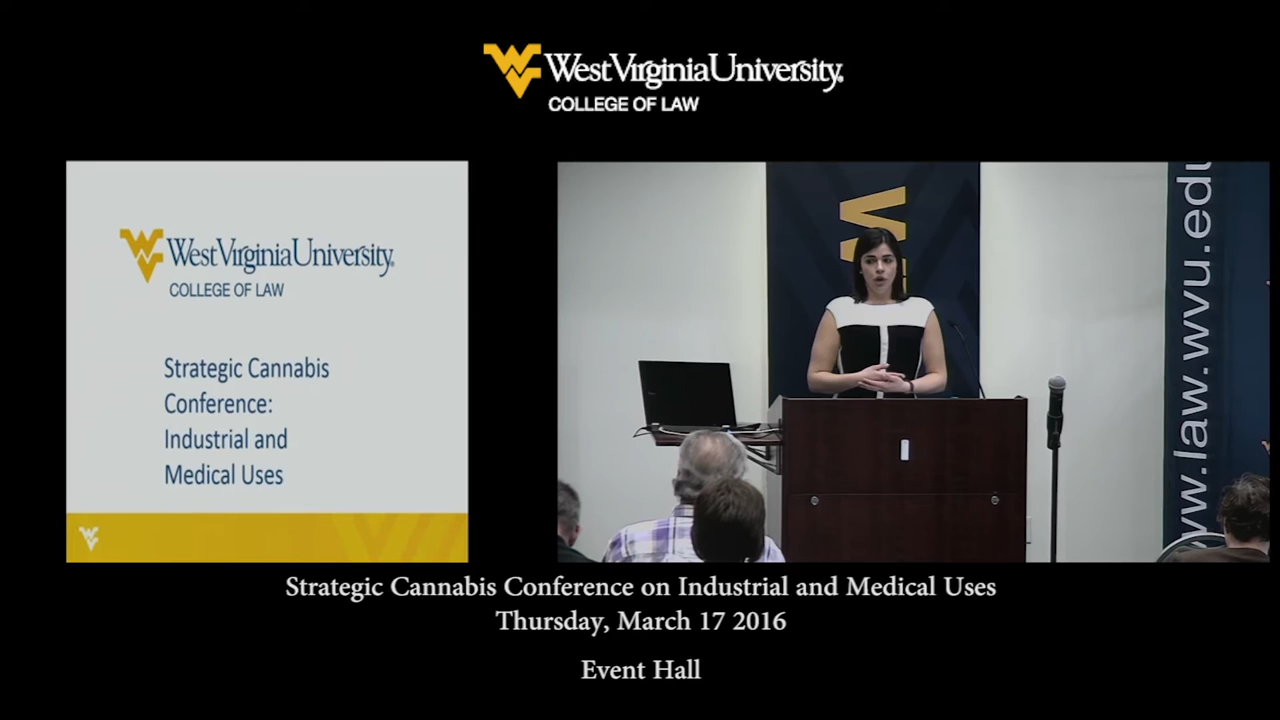 WestVirginiaUniversity®
COLLEGE OF LAW
WestVirginiaUniversity®
COLLEGE OF LAW
Strategic Cannabis
Conference:
Industrial and
Medical Uses
www.law.wvu.edu
Strategic Cannabis Conference on Industrial and Medical Uses
Thursday, March 17 2016
Event Hall